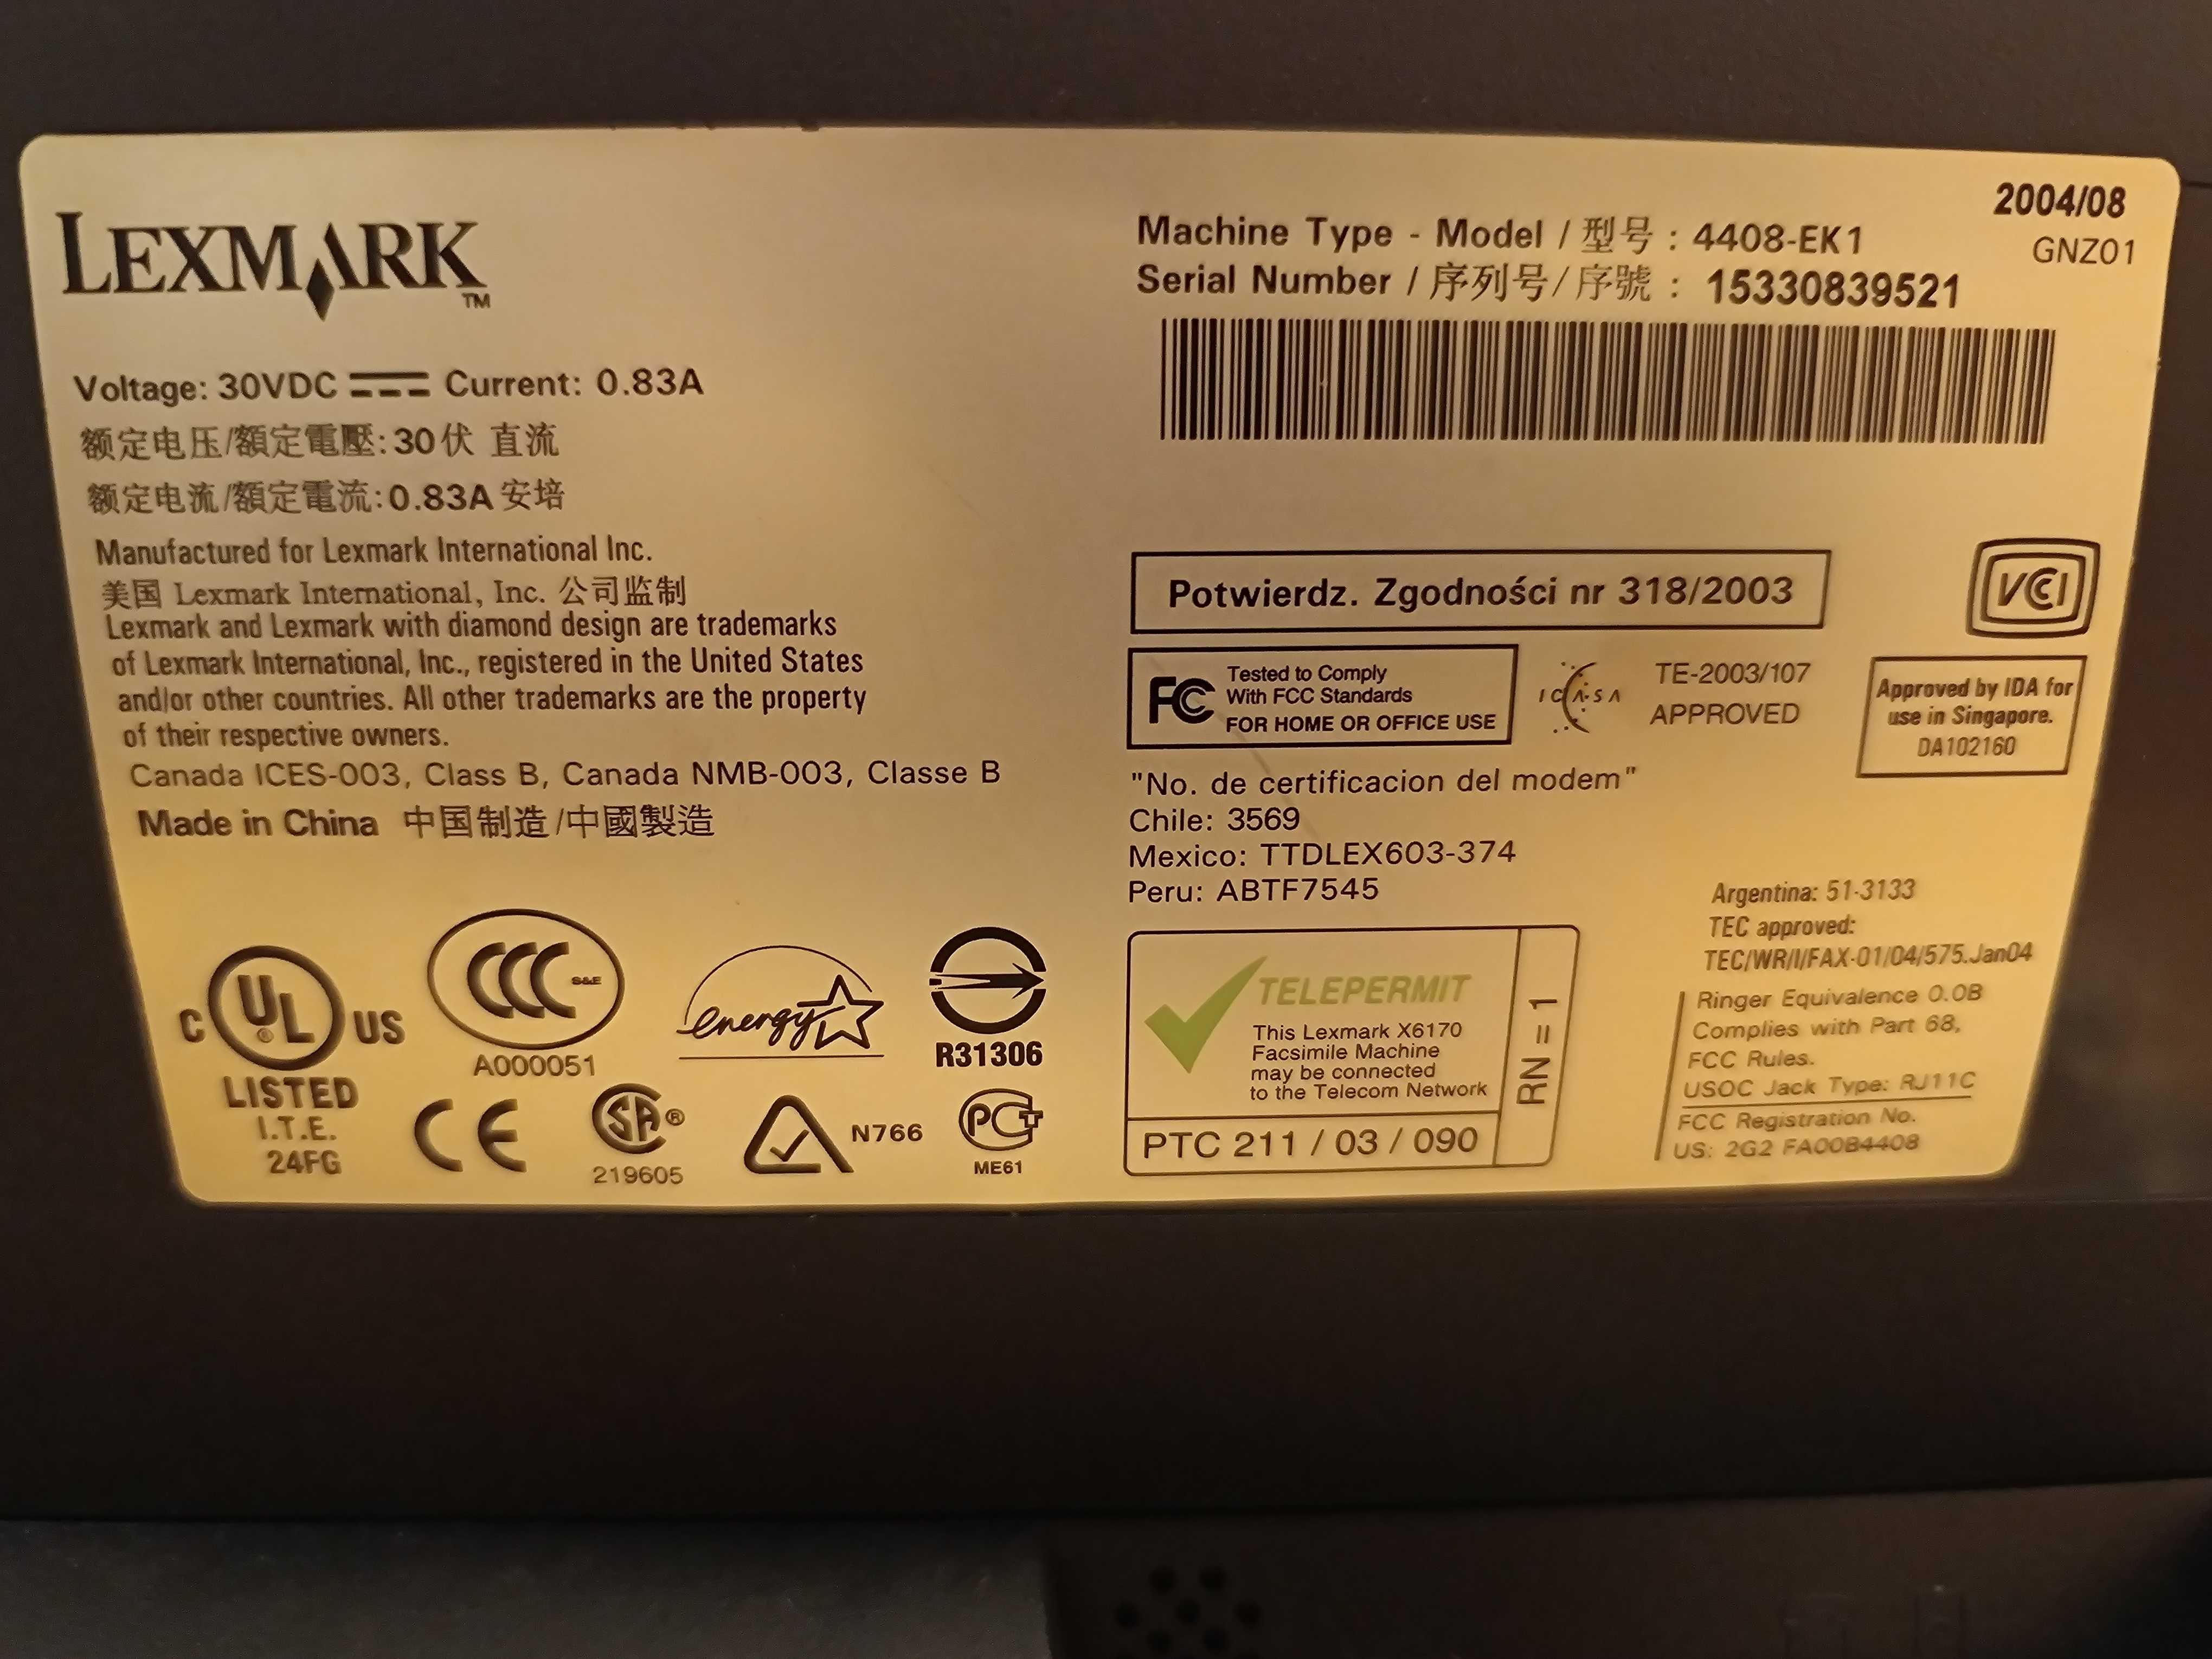 LEXMARK™
Voltage: 30VDC Current: 0.83A
额定电压/額定電壓:30伏 直流
额定电流/額定電流:0.83A安培
Manufactured for Lexmark International Inc.
美国 Lexmark International, Inc. 公司监制
Lexmark and Lexmark with diamond design are trademarks
of Lexmark International, Inc., registered in the United States
and/or other countries. All other trademarks are the property
of their respective owners.
Canada ICES-003, Class B, Canada NMB-003, Classe B
Made in China 中国制造/中國製造
C UL® US
LISTED
I.T.E.
24FG
CCC S&E
A000051
energy
R31306
CE
SA®
219605
N766
PCT
ME61
2004/08
GNZ01
Machine Type - Model / 型号 : 4408-EK1
Serial Number / 序列号/序號 : 15330839521
Potwierdz. Zgodności nr 318/2003
VCCI
FC Tested to Comply
With FCC Standards
FOR HOME OR OFFICE USE
ICASA
TE-2003/107
APPROVED
Approved by IDA for
use in Singapore.
DA102160
"No. de certificacion del modem"
Chile: 3569
Mexico: TTDLEX603-374
Peru: ABTF7545
TELEPERMIT
This Lexmark X6170
Facsimile Machine
may be connected
to the Telecom Network
PTC 211 / 03 / 090
RN = 1
Argentina: 51-3133
TEC approved:
TEC/WR/I/FAX-01/04/575.Jan04
Ringer Equivalence 0.0B
Complies with Part 68,
FCC Rules.
USOC Jack Type: RJ11C
FCC Registration No.
US: 2G2 FA00B4408